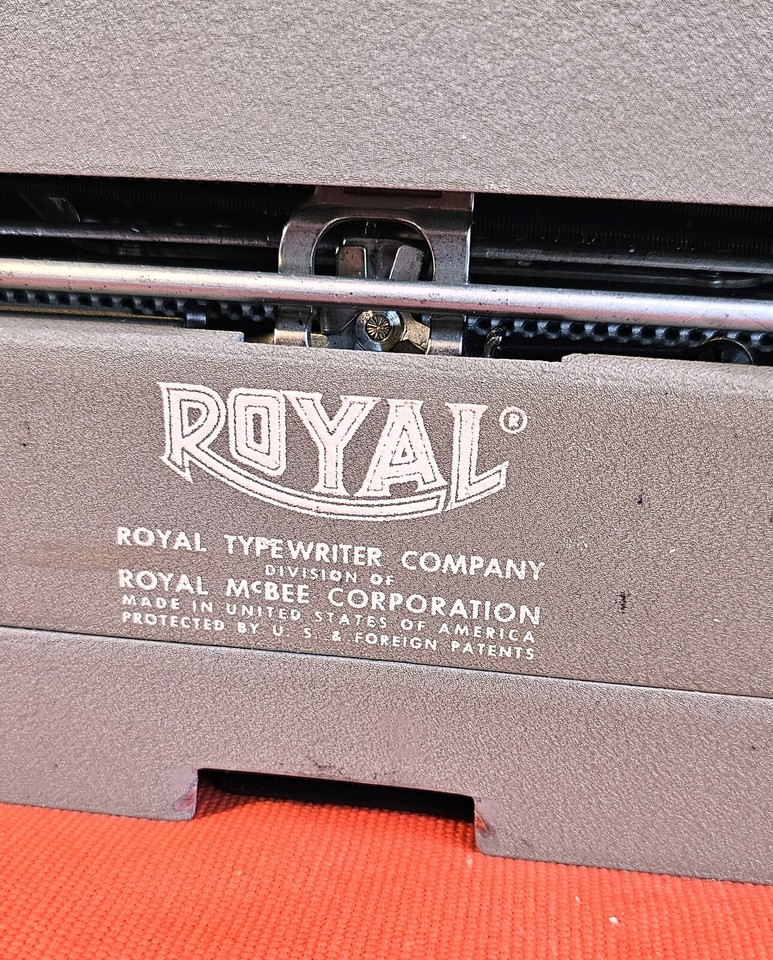 ROYAL®
ROYAL TYPEWRITER COMPANY
DIVISION OF
ROYAL McBEE CORPORATION
MADE IN UNITED STATES OF AMERICA
PROTECTED BY U. S. & FOREIGN PATENTS